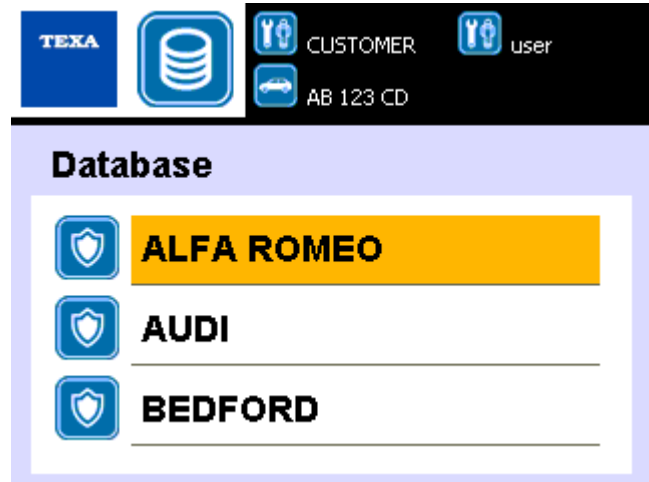 TEXA
CUSTOMER user
AB 123 CD
Database
ALFA ROMEO
AUDI
BEDFORD